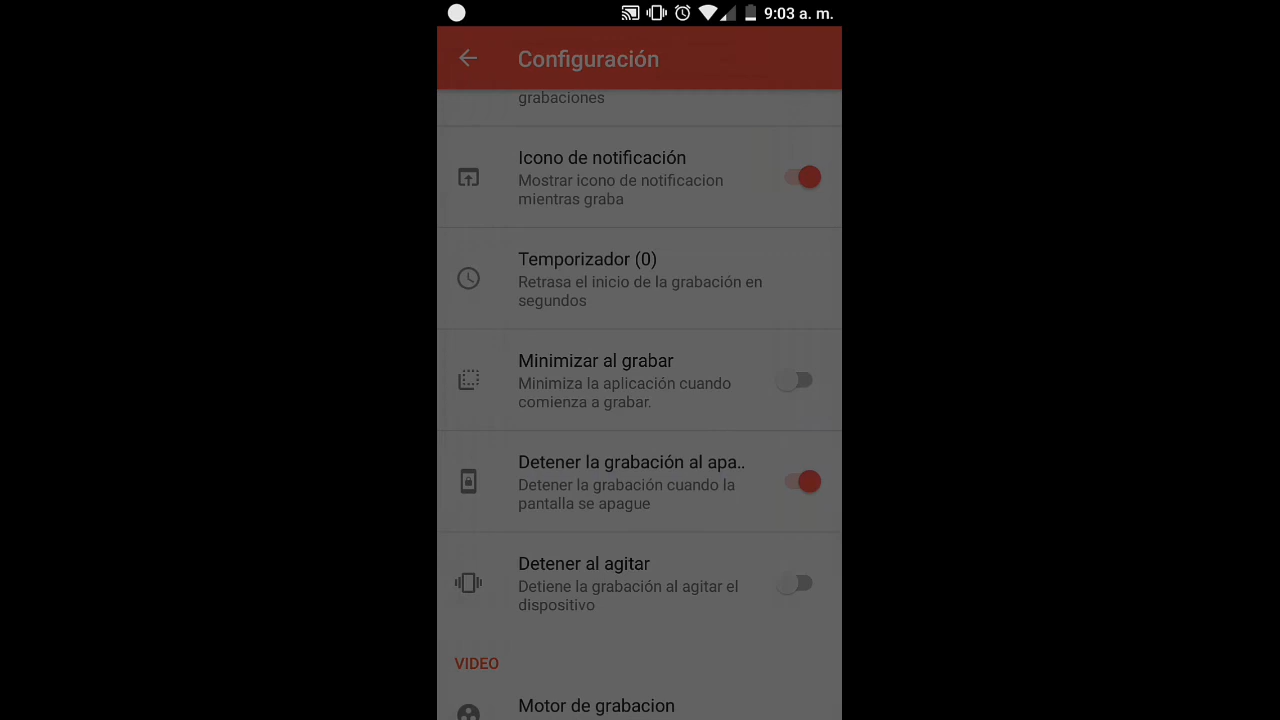 9:03 a. m.
Configuración
grabaciones
Icono de notificación
Mostrar icono de notificacion
mientras graba
Temporizador (0)
Retrasa el inicio de la grabación en
segundos
Minimizar al grabar
Minimiza la aplicación cuando
comienza a grabar.
Detener la grabación al apa..
Detener la grabación cuando la
pantalla se apague
Detener al agitar
Detiene la grabación al agitar el
dispositivo
VIDEO
Motor de grabacion